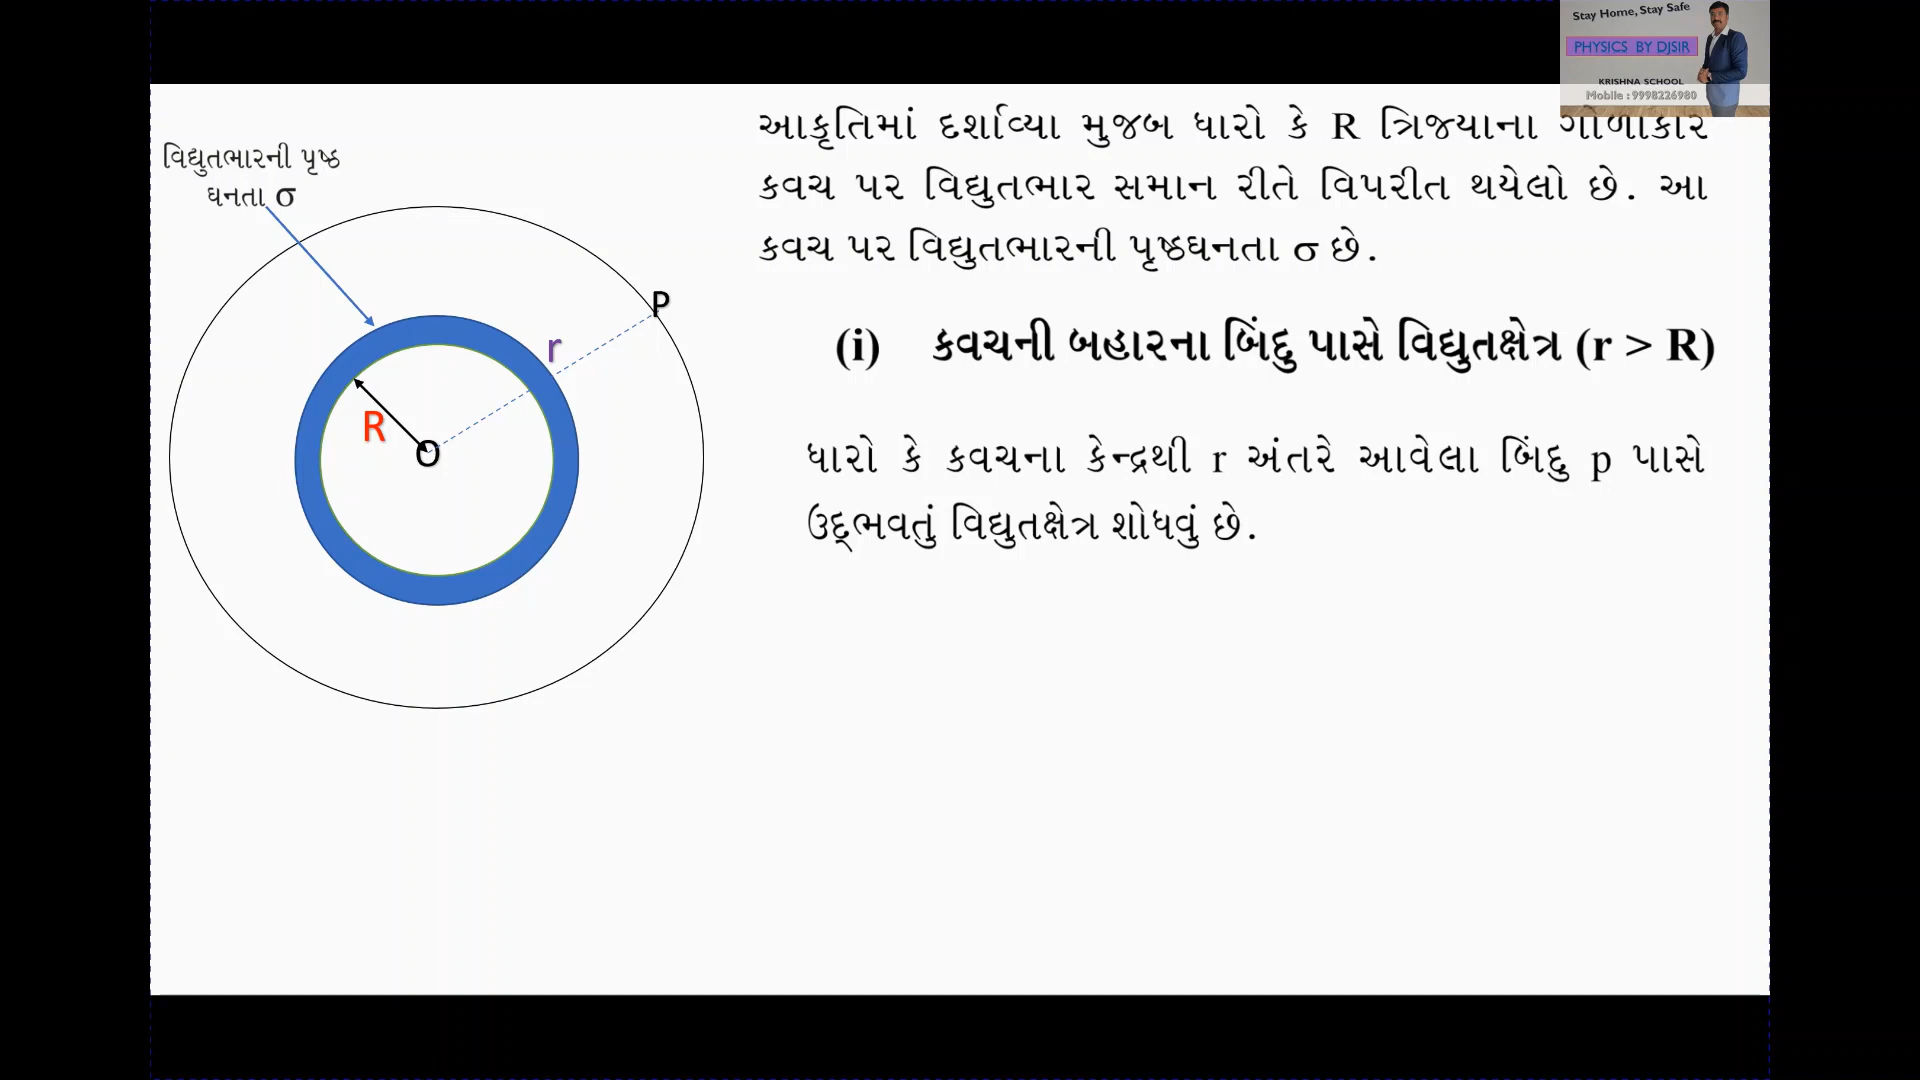 Stay Home, Stay Safe
PHYSICS BY DJSIR
KRISHNA SCHOOL
Mobile : 9998226980
આકૃતિમાં દર્શાવ્યા મુજબ ધારો કે R ત્રિજ્યાના ગોળાકાર
કવચ પર વિદ્યુતભાર સમાન રીતે વિપરીત થયેલો છે. આ
કવચ પર વિદ્યુતભારની પૃષ્ઠઘનતા σ છે.
વિદ્યુતભારની પૃષ્ઠ
ઘનતા σ
P
r
R
O
(i) કવચની બહારના બિંદુ પાસે વિદ્યુતક્ષેત્ર (r > R)
ધારો કે કવચના કેન્દ્રથી r અંતરે આવેલા બિંદુ p પાસે
ઉદ્‌ભવતું વિદ્યુતક્ષેત્ર શોધવું છે.